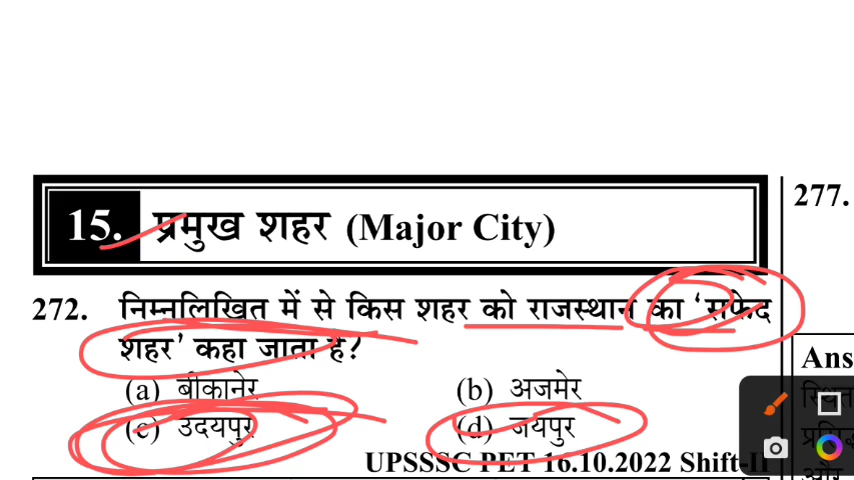 15. प्रमुख शहर (Major City)
272. निम्नलिखित में से किस शहर को राजस्थान का ‘सफेद
शहर’ कहा जाता है?
(a) बीकानेर (b) अजमेर
(c) उदयपुर (d) जयपुर
UPSSSC PET 16.10.2022 Shift-II
277.
Ans